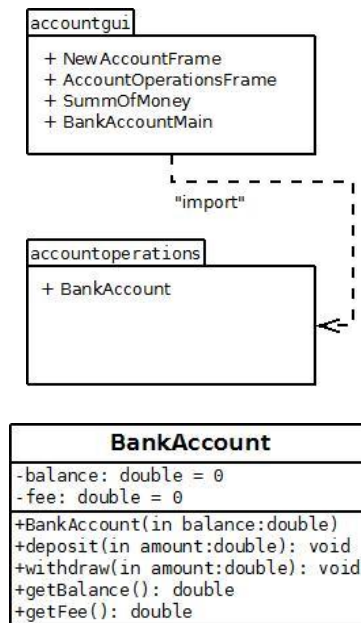 accountgui
+ NewAccountFrame
+ AccountOperationsFrame
+ SummOfMoney
+ BankAccountMain
"import"
accountoperations
+ BankAccount
BankAccount
-balance: double = 0
-fee: double = 0
+BankAccount(in balance:double)
+deposit(in amount:double): void
+withdraw(in amount:double): void
+getBalance(): double
+getFee(): double